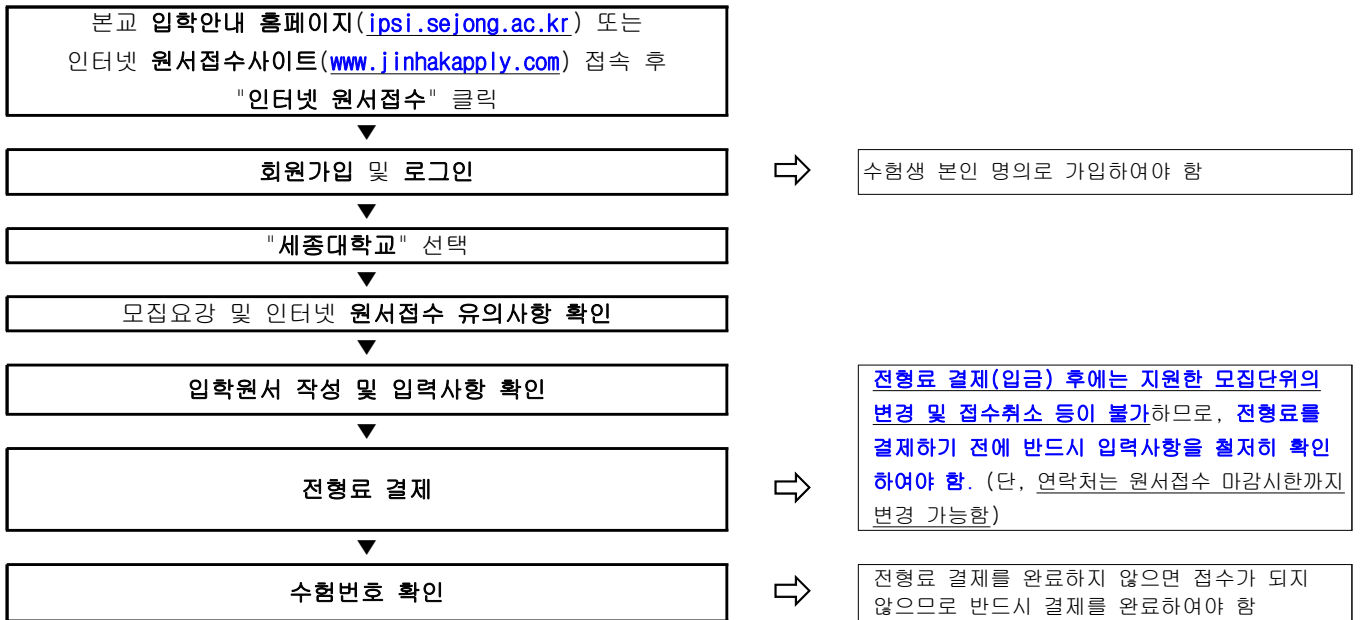 본교 입학안내 홈페이지(ipsi.sejong.ac.kr) 또는
인터넷 원서접수사이트(www.jinhakapply.com) 접속 후
"인터넷 원서접수" 클릭
▼
회원가입 및 로그인
수험생 본인 명의로 가입하여야 함
▼
"세종대학교" 선택
▼
모집요강 및 인터넷 원서접수 유의사항 확인
▼
입학원서 작성 및 입력사항 확인
▼
전형료 결제
전형료 결제(입금) 후에는 지원한 모집단위의
변경 및 접수취소 등이 불가하므로, 전형료를
결제하기 전에 반드시 입력사항을 철저히 확인
하여야 함. (단, 연락처는 원서접수 마감시한까지
변경 가능함)
▼
수험번호 확인
전형료 결제를 완료하지 않으면 접수가 되지
않으므로 반드시 결제를 완료하여야 함